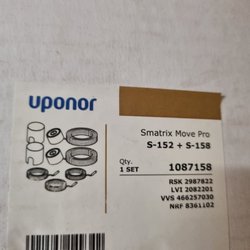 uponor
Smatrix Move Pro
S-152 + S-158
Qty.
1 SET
1087158
RSK 2987822
LVI 2082201
VVS 466257030
NRF 8361102